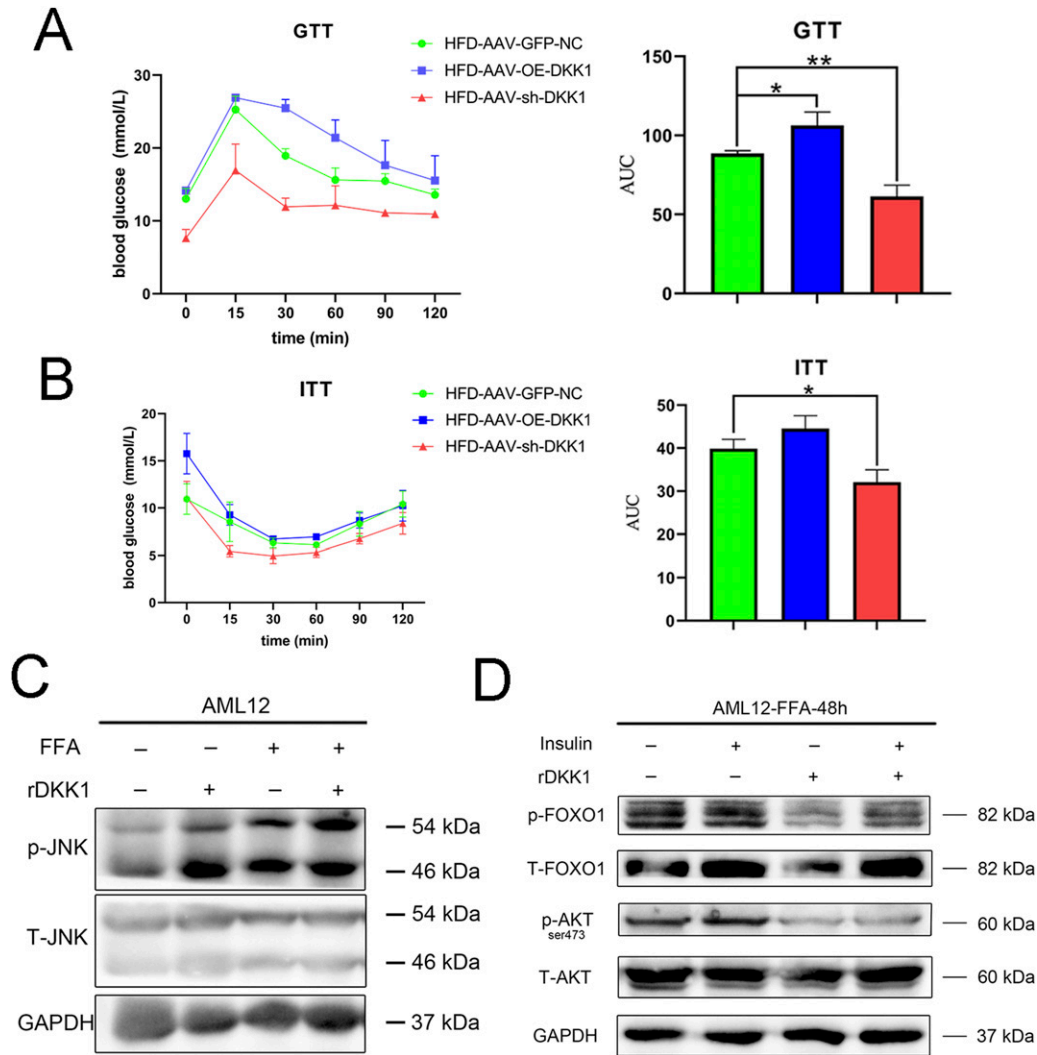 A
GTT
HFD-AAV-GFP-NC
HFD-AAV-OE-DKK1
HFD-AAV-sh-DKK1
blood glucose (mmol/L)
30
20
10
0
0 15 30 60 90 120
time (min)
GTT
**
*
AUC
150
100
50
0
B
ITT
HFD-AAV-GFP-NC
HFD-AAV-OE-DKK1
HFD-AAV-sh-DKK1
blood glucose (mmol/L)
20
15
10
5
0
0 15 30 60 90 120
time (min)
ITT
*
AUC
50
40
30
20
10
0
C
AML12
FFA – – + +
rDKK1 – + – +
p-JNK
54 kDa
46 kDa
T-JNK
54 kDa
46 kDa
GAPDH
37 kDa
D
AML12-FFA-48h
Insulin – + – +
rDKK1 – – + +
p-FOXO1 82 kDa
T-FOXO1 82 kDa
p-AKT 60 kDa
ser473
T-AKT 60 kDa
GAPDH 37 kDa